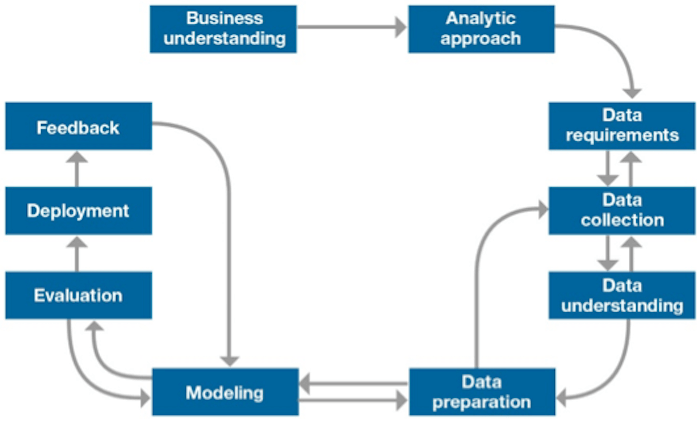 Business
understanding
Analytic
approach
Data
requirements
Data
collection
Data
understanding
Data
preparation
Modeling
Evaluation
Deployment
Feedback